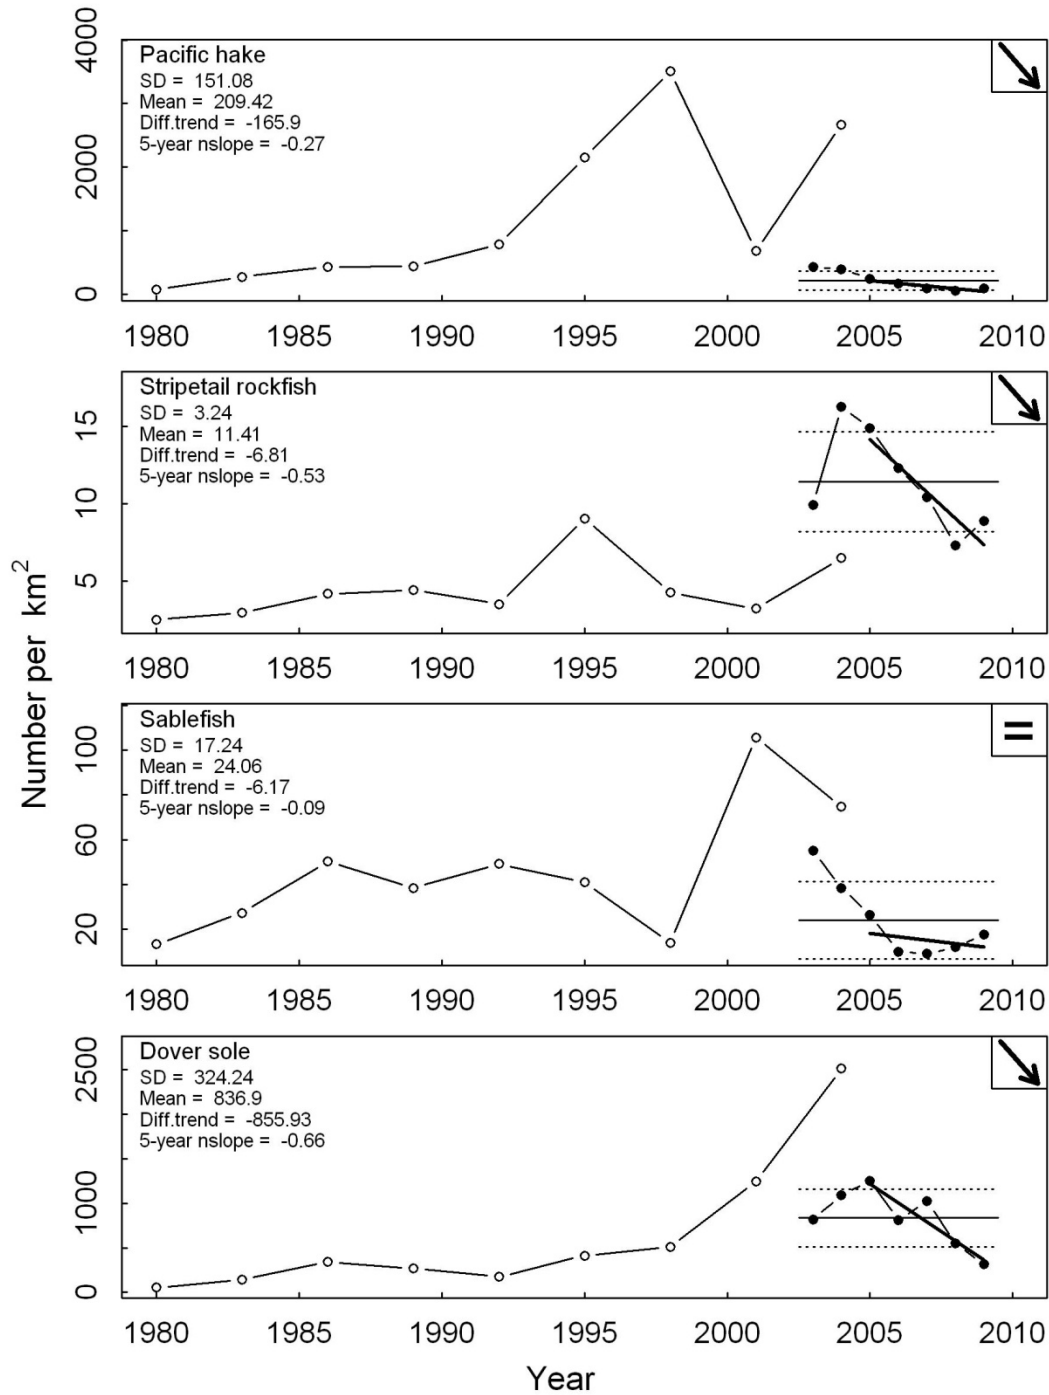 Number per km²
Pacific hake
SD = 151.08
Mean = 209.42
Diff.trend = -165.9
5-year nslope = -0.27
4000
2000
0
1980 1985 1990 1995 2000 2005 2010
Stripetail rockfish
SD = 3.24
Mean = 11.41
Diff.trend = -6.81
5-year nslope = -0.53
15
10
5
1980 1985 1990 1995 2000 2005 2010
Sablefish
SD = 17.24
Mean = 24.06
Diff.trend = -6.17
5-year nslope = -0.09
=
100
60
20
1980 1985 1990 1995 2000 2005 2010
Dover sole
SD = 324.24
Mean = 836.9
Diff.trend = -855.93
5-year nslope = -0.66
2500
1000
0
1980 1985 1990 1995 2000 2005 2010
Year